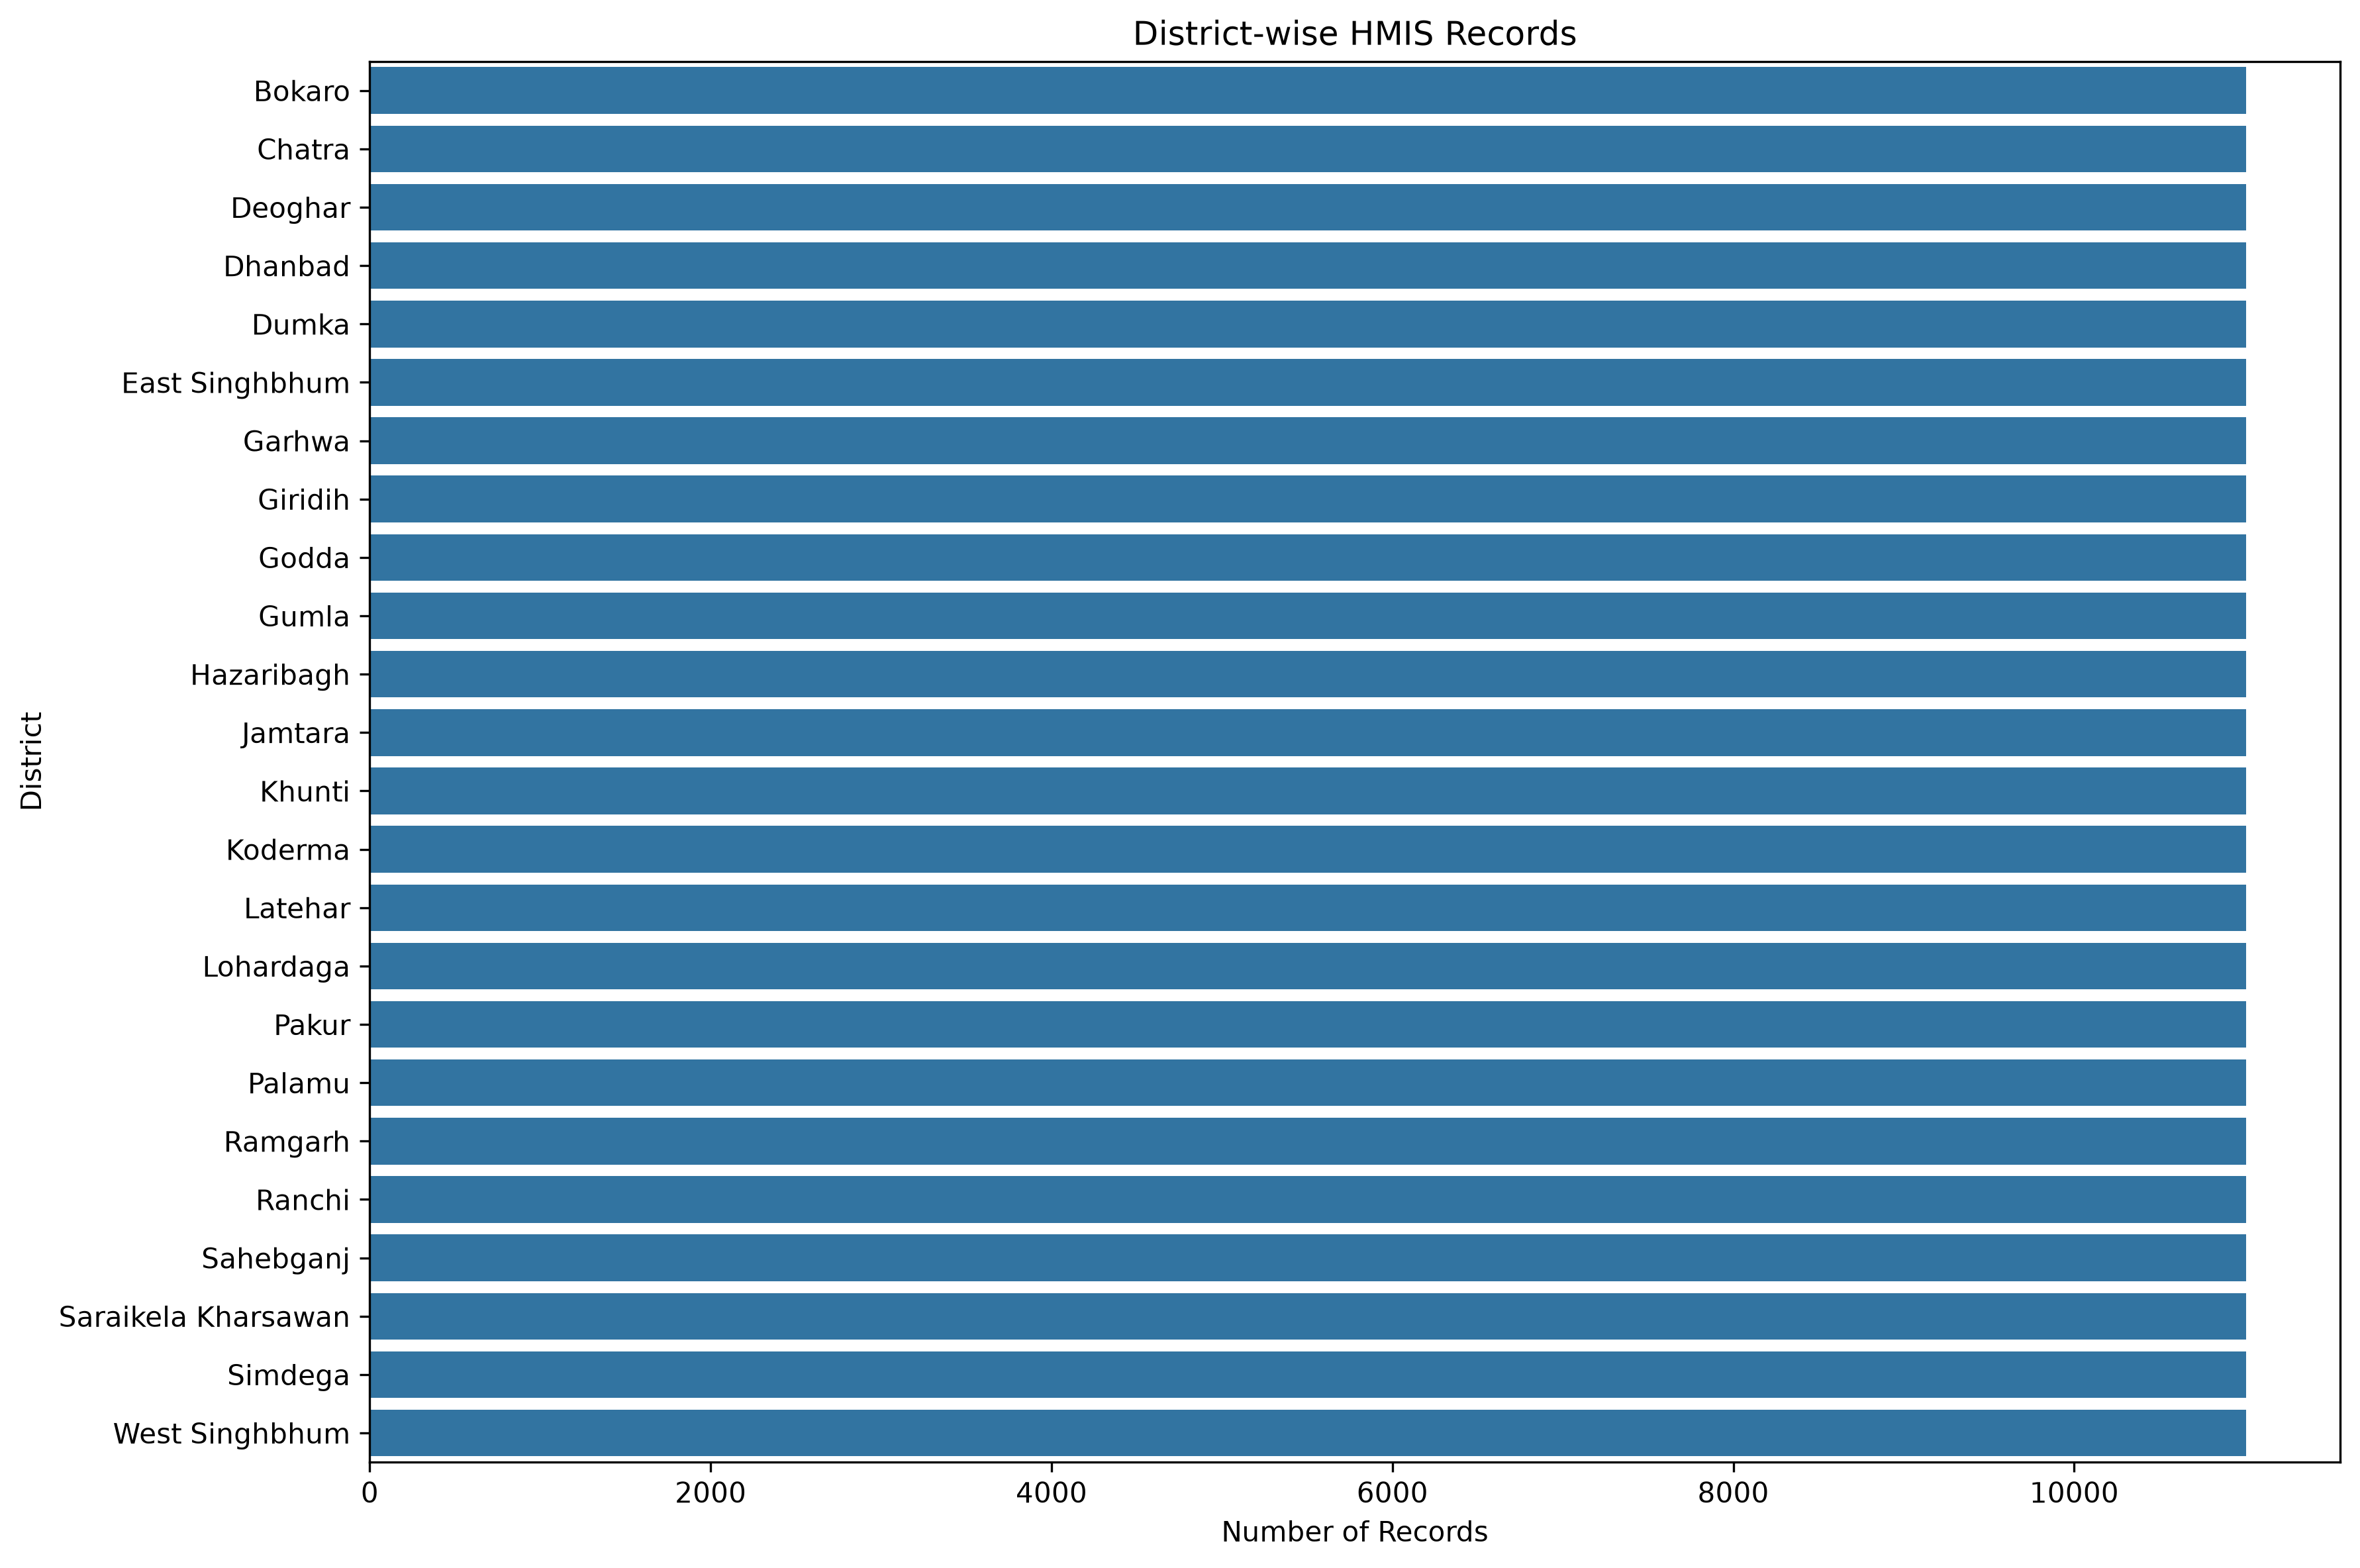 District-wise HMIS Records
Bokaro
Chatra
Deoghar
Dhanbad
Dumka
East Singhbhum
Garhwa
Giridih
Godda
Gumla
Hazaribagh
Jamtara
Khunti
Koderma
Latehar
Lohardaga
Pakur
Palamu
Ramgarh
Ranchi
Sahebganj
Saraikela Kharsawan
Simdega
West Singhbhum
District
0 2000 4000 6000 8000 10000
Number of Records